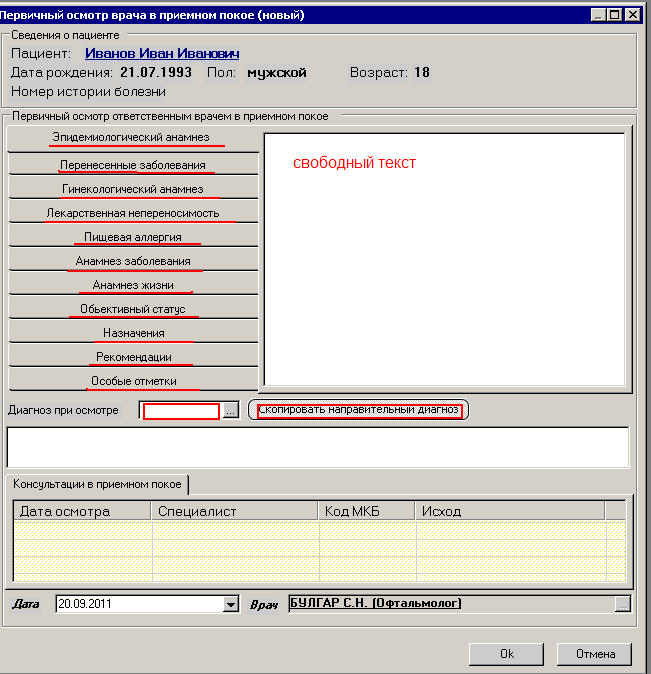 Первичный осмотр врача в приемном покое (новый)
Сведения о пациенте
Пациент: Иванов Иван Иванович
Дата рождения: 21.07.1993 Пол: мужской Возраст: 18
Номер истории болезни
Первичный осмотр ответственным врачем в приемном покое
Эпидемиологический анамнез
Перенесенные заболевания
Гинекологический анамнез
Лекарственная непереносимость
Пищевая аллергия
Анамнез заболевания
Анамнез жизни
Обьективный статус
Назначения
Рекомендации
Особые отметки
свободный текст
Диагноз при осмотре ... Скопировать направительный диагноз
Консультации в приемном покое
Дата осмотра Специалист Код МКБ Исход
Дата 20.09.2011 Врач БУЛГАР С.Н. (Офтальмолог) ...
Ok Отмена